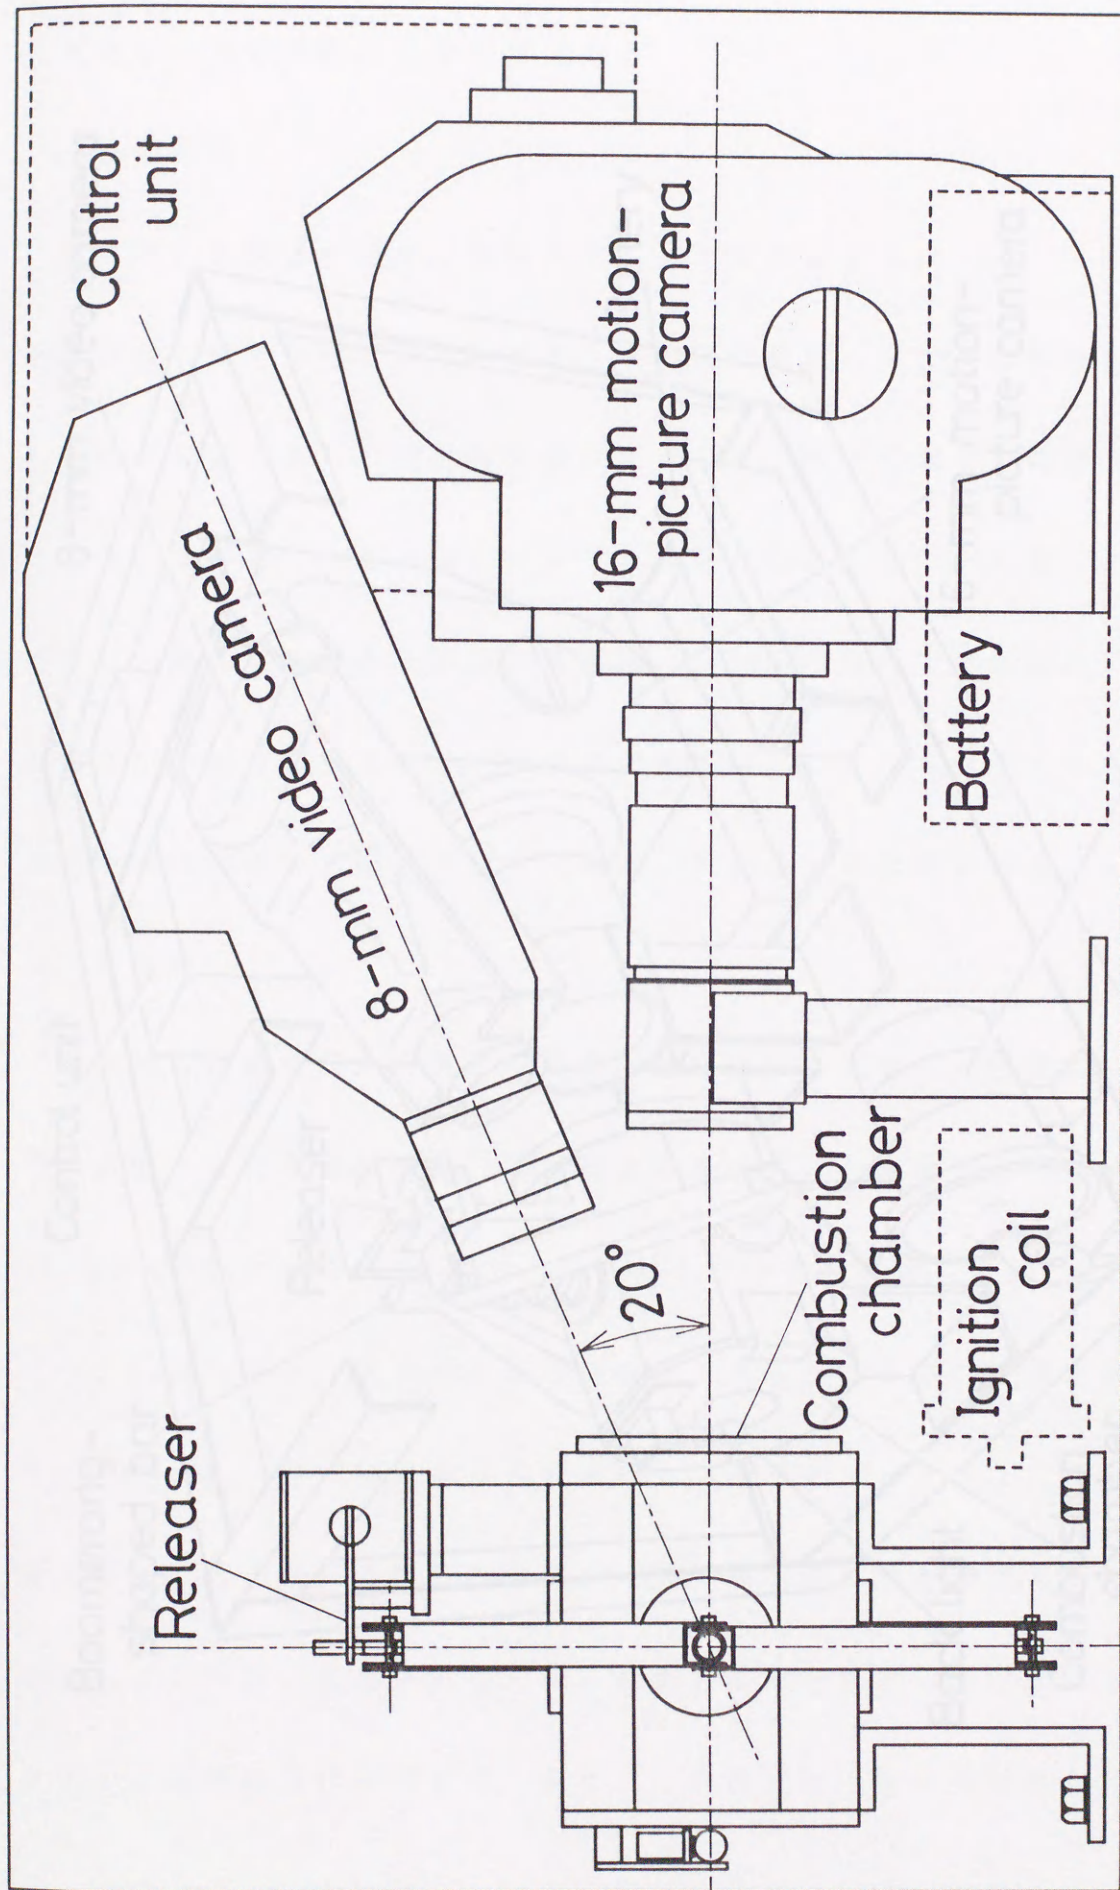 Releaser
Control
unit
8-mm video camera
20°
16-mm motion-
picture camera
Combustion
chamber
Ignition
coil
Battery